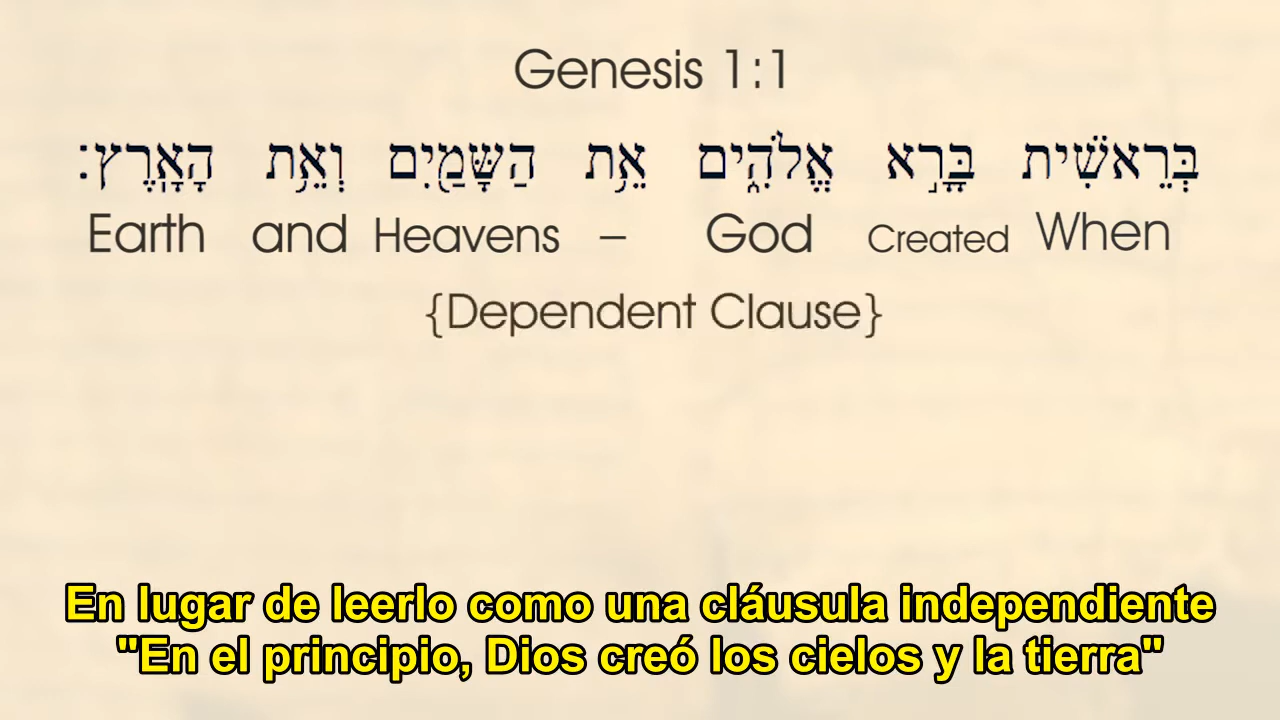 Genesis 1:1
בְּרֵאשִׁ֖ית בָּרָ֣א אֱלֹהִ֑ים אֵ֥ת הַשָּׁמַ֖יִם וְאֵ֥ת הָאָֽרֶץ׃
Earth and Heavens – God Created When
{Dependent Clause}
En lugar de leerlo como una cláusula independiente
"En el principio, Dios creó los cielos y la tierra"